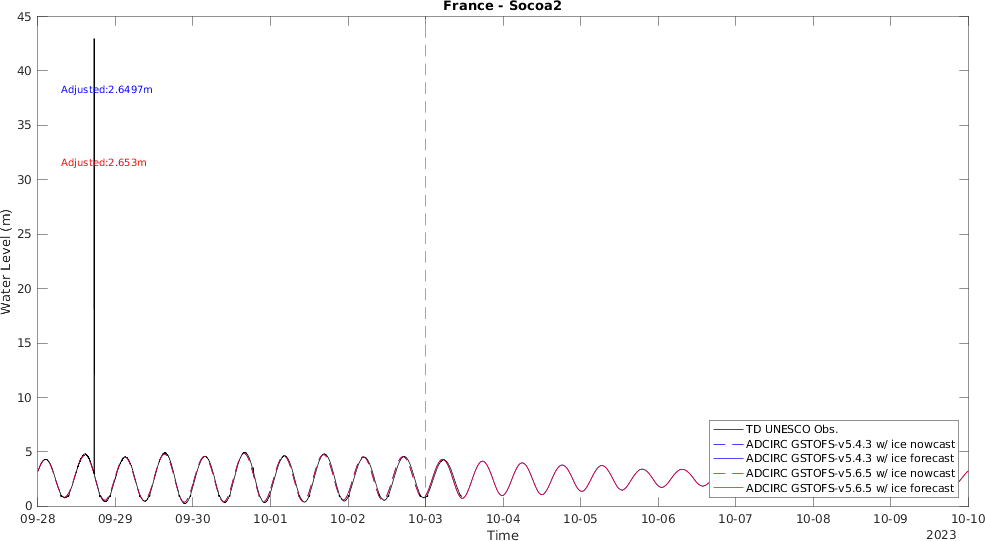 France - Socoa2
45
40
35
30
25
20
15
10
5
0
Water Level (m)
Adjusted:2.6497m
Adjusted:2.653m
TD UNESCO Obs.
ADCIRC GSTOFS-v5.4.3 w/ ice nowcast
ADCIRC GSTOFS-v5.4.3 w/ ice forecast
ADCIRC GSTOFS-v5.6.5 w/ ice nowcast
ADCIRC GSTOFS-v5.6.5 w/ ice forecast
09-28 09-29 09-30 10-01 10-02 10-03 10-04 10-05 10-06 10-07 10-08 10-09 10-10
Time
2023